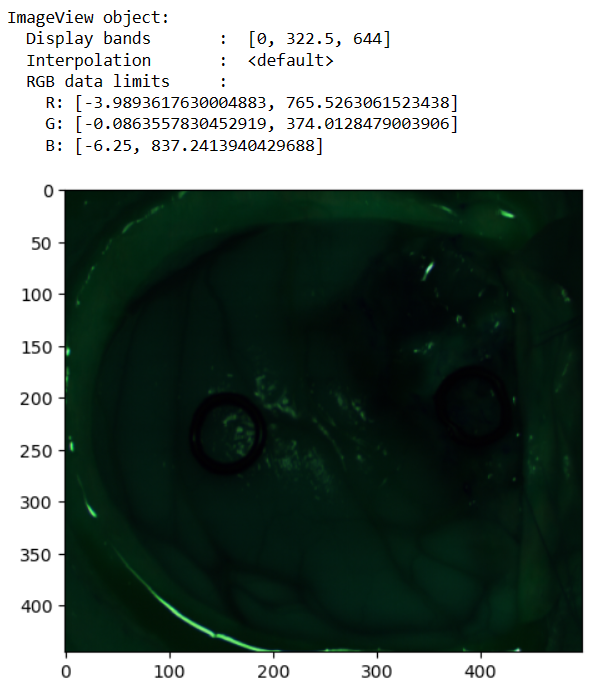 ImageView object:
Display bands : [0, 322.5, 644]
Interpolation : <default>
RGB data limits :
R: [-3.9893617630004883, 765.5263061523438]
G: [-0.0863557830452919, 374.0128479003906]
B: [-6.25, 837.2413940429688]
0
50
100
150
200
250
300
350
400
0 100 200 300 400